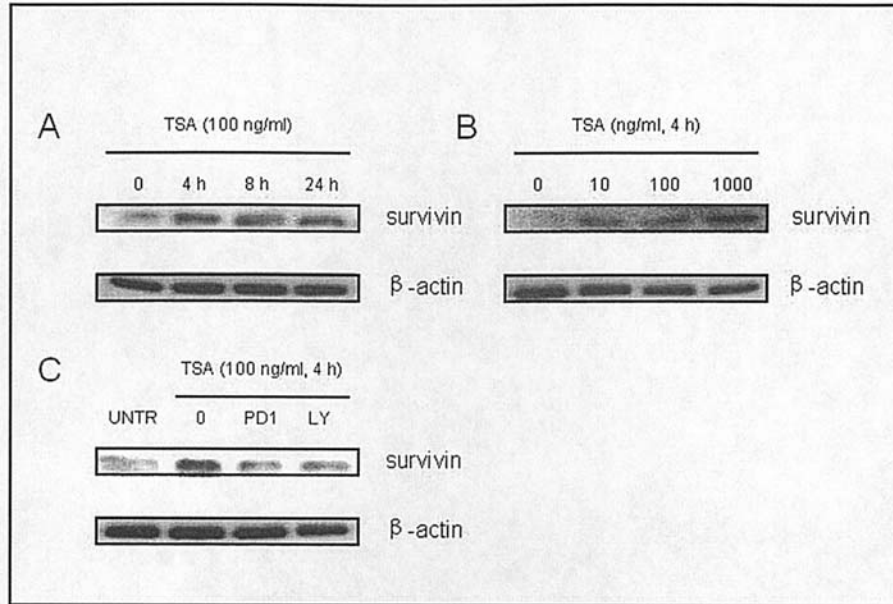 A
TSA (100 ng/ml)
0 4 h 8 h 24 h
survivin
β-actin
B
TSA (ng/ml, 4 h)
0 10 100 1000
survivin
β-actin
C
TSA (100 ng/ml, 4 h)
UNTR 0 PD1 LY
survivin
β-actin